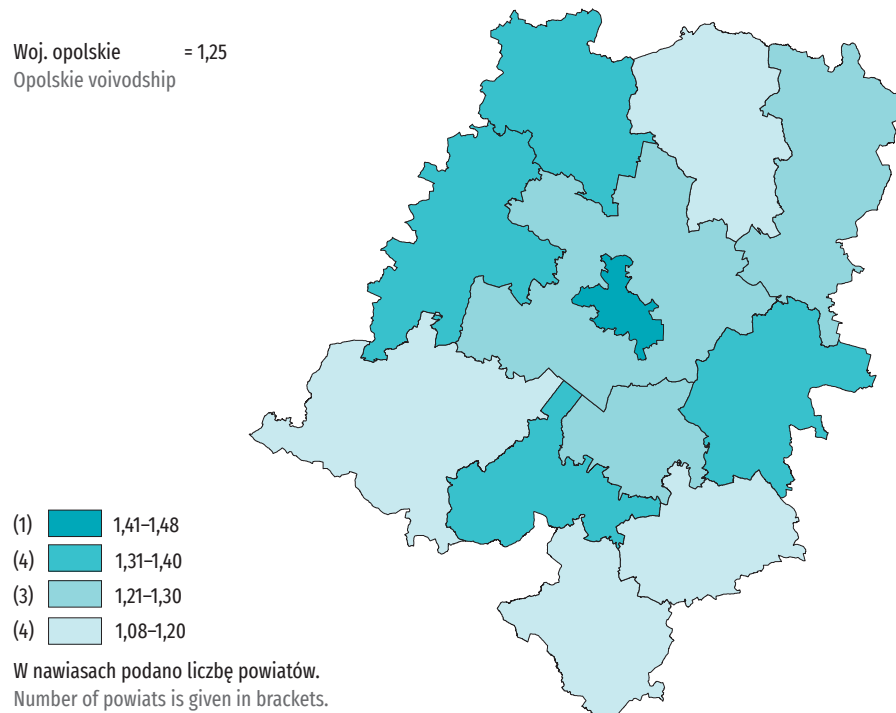 Woj. opolskie = 1,25
Opolskie voivodship
(1) 1,41–1,48
(4) 1,31–1,40
(3) 1,21–1,30
(4) 1,08–1,20
W nawiasach podano liczbę powiatów.
Number of powiats is given in brackets.